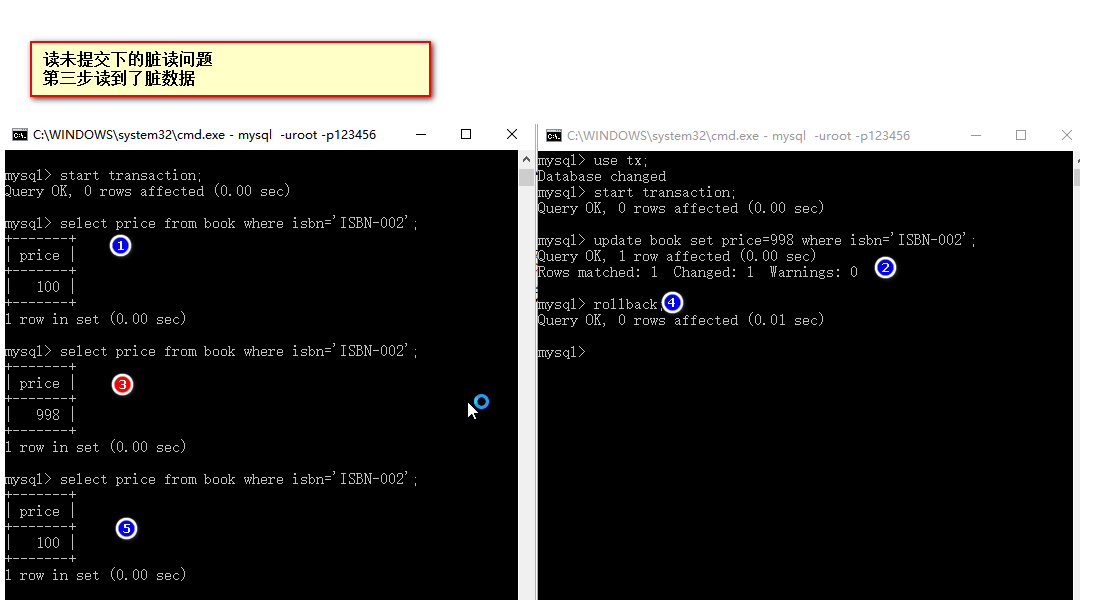 读未提交下的脏读问题
第三步读到了脏数据
C:\WINDOWS\system32\cmd.exe - mysql  -uroot -p123456
mysql> start transaction;
Query OK, 0 rows affected (0.00 sec)
mysql> select price from book where isbn='ISBN-002';
+-------+
| price |
+-------+
|   100 |
+-------+
1 row in set (0.00 sec)
1
mysql> select price from book where isbn='ISBN-002';
+-------+
| price |
+-------+
|   998 |
+-------+
1 row in set (0.00 sec)
3
mysql> select price from book where isbn='ISBN-002';
+-------+
| price |
+-------+
|   100 |
+-------+
1 row in set (0.00 sec)
5
C:\WINDOWS\system32\cmd.exe - mysql  -uroot -p123456
mysql> use tx;
Database changed
mysql> start transaction;
Query OK, 0 rows affected (0.00 sec)
mysql> update book set price=998 where isbn='ISBN-002';
Query OK, 1 row affected (0.00 sec)
Rows matched: 1  Changed: 1  Warnings: 0
2
mysql> rollback;
4
Query OK, 0 rows affected (0.01 sec)
mysql>